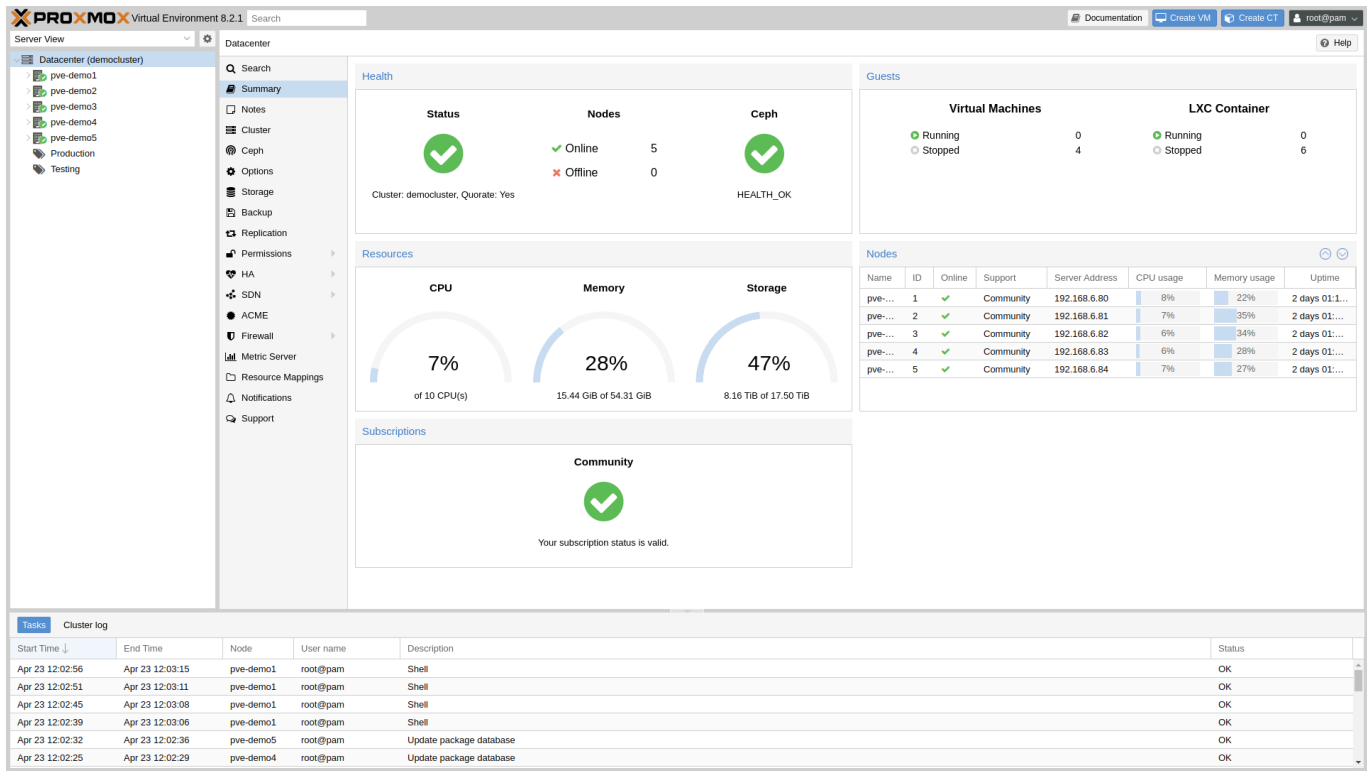 PROXMOX Virtual Environment 8.2.1 Search Documentation Create VM Create CT root@pam
Server View
Datacenter (democluster)
pve-demo1
pve-demo2
pve-demo3
pve-demo4
pve-demo5
Production
Testing
Datacenter Help
Search
Summary
Notes
Cluster
Ceph
Options
Storage
Backup
Replication
Permissions
HA
SDN
ACME
Firewall
Metric Server
Resource Mappings
Notifications
Support
Health
Status Nodes Ceph
Online 5
Offline 0
Cluster: democluster, Quorate: Yes HEALTH_OK
Guests
Virtual Machines LXC Container
Running 0 Running 0
Stopped 4 Stopped 6
Resources
CPU Memory Storage
7% 28% 47%
of 10 CPU(s) 15.44 GiB of 54.31 GiB 8.16 TiB of 17.50 TiB
Nodes
Name ID Online Support Server Address CPU usage Memory usage Uptime
pve-... 1 Community 192.168.6.80 8% 22% 2 days 01:1...
pve-... 2 Community 192.168.6.81 7% 35% 2 days 01:...
pve-... 3 Community 192.168.6.82 6% 34% 2 days 01:...
pve-... 4 Community 192.168.6.83 6% 28% 2 days 01:...
pve-... 5 Community 192.168.6.84 7% 27% 2 days 01:...
Subscriptions
Community
Your subscription status is valid.
Tasks Cluster log
Start Time End Time Node User name Description Status
Apr 23 12:02:56 Apr 23 12:03:15 pve-demo1 root@pam Shell OK
Apr 23 12:02:51 Apr 23 12:03:11 pve-demo1 root@pam Shell OK
Apr 23 12:02:45 Apr 23 12:03:08 pve-demo1 root@pam Shell OK
Apr 23 12:02:39 Apr 23 12:03:06 pve-demo1 root@pam Shell OK
Apr 23 12:02:32 Apr 23 12:02:36 pve-demo5 root@pam Update package database OK
Apr 23 12:02:25 Apr 23 12:02:29 pve-demo4 root@pam Update package database OK